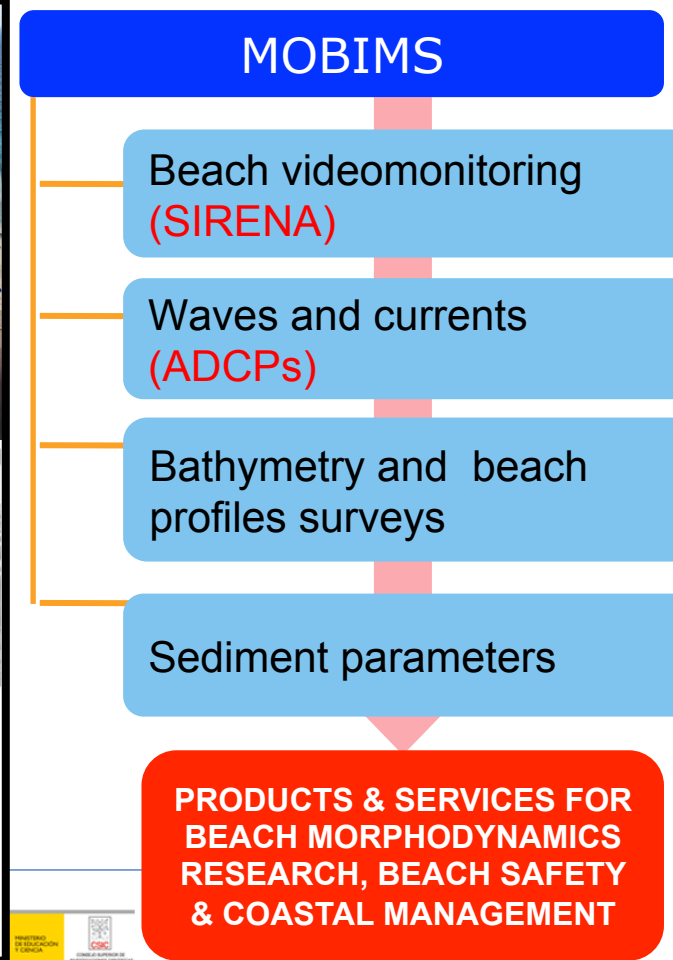 MOBIMS
Beach videomonitoring
(SIRENA)
Waves and currents
(ADCPs)
Bathymetry and beach
profiles surveys
Sediment parameters
PRODUCTS & SERVICES FOR
BEACH MORPHODYNAMICS
RESEARCH, BEACH SAFETY
& COASTAL MANAGEMENT
MINISTERIO
DE EDUCACIÓN
Y CIENCIA
CSIC